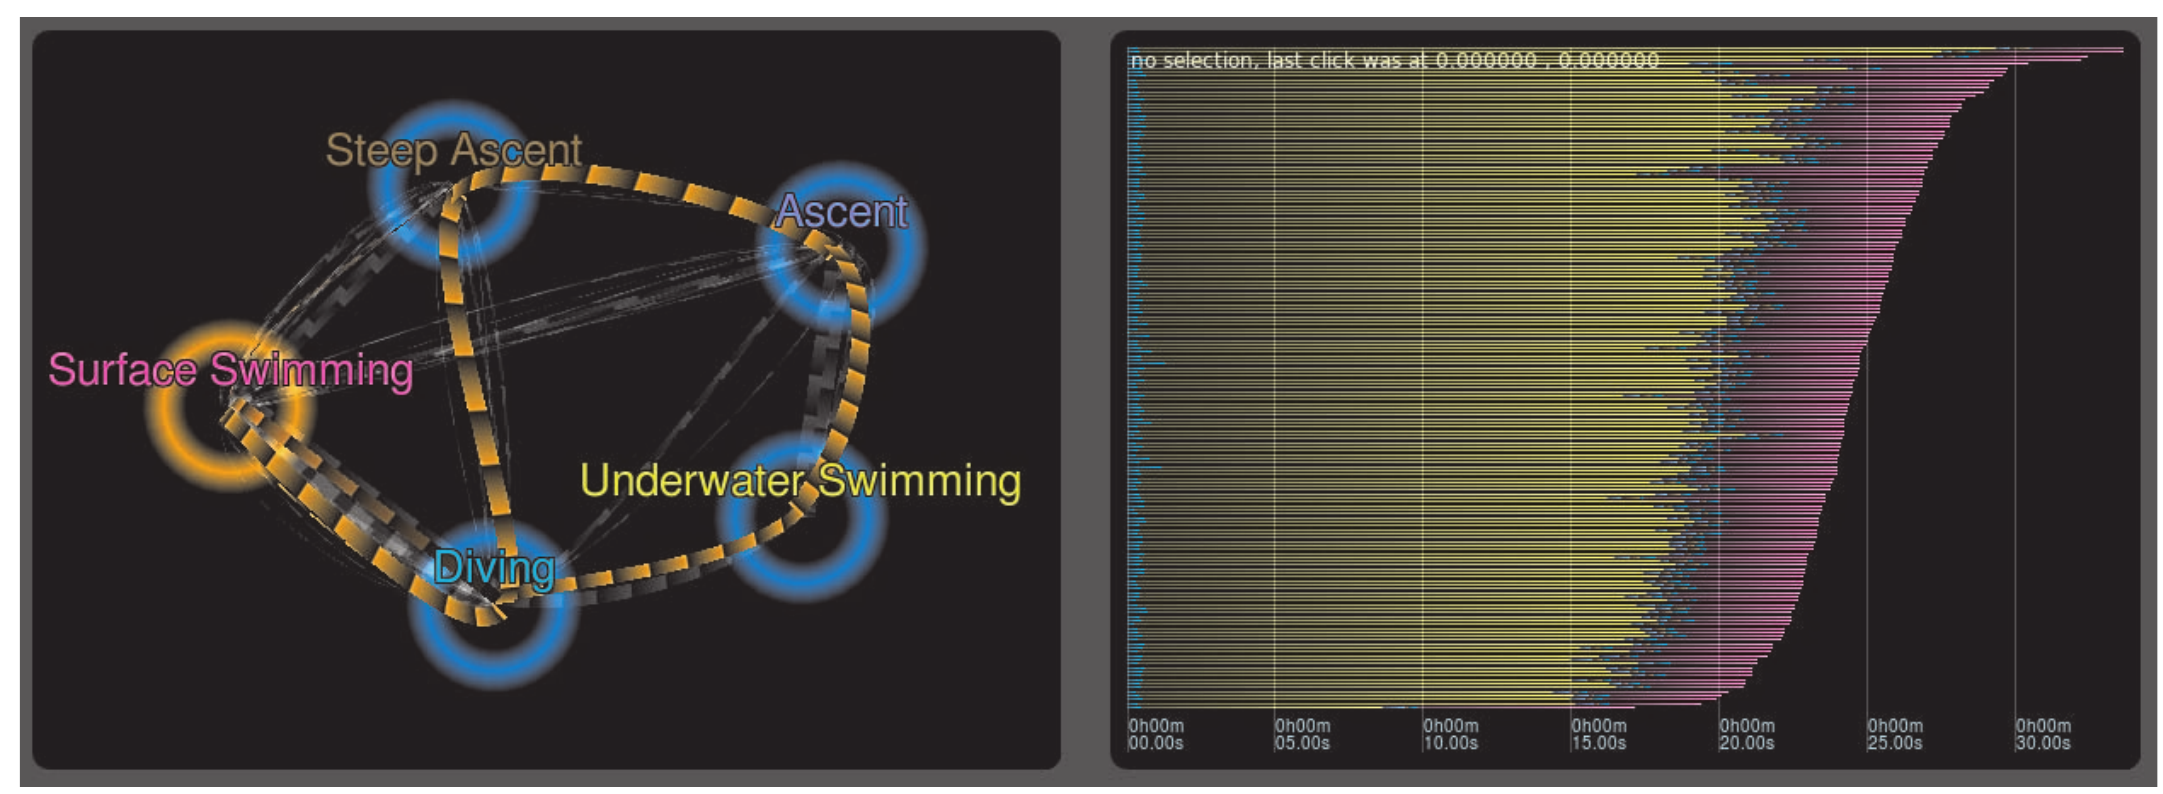 Steep Ascent
Ascent
Surface Swimming
Underwater Swimming
Diving
no selection, last click was at 0.000000 , 0.000000
0h00m 0h00m 0h00m 0h00m 0h00m 0h00m 0h00m
00.00s 05.00s 10.00s 15.00s 20.00s 25.00s 30.00s